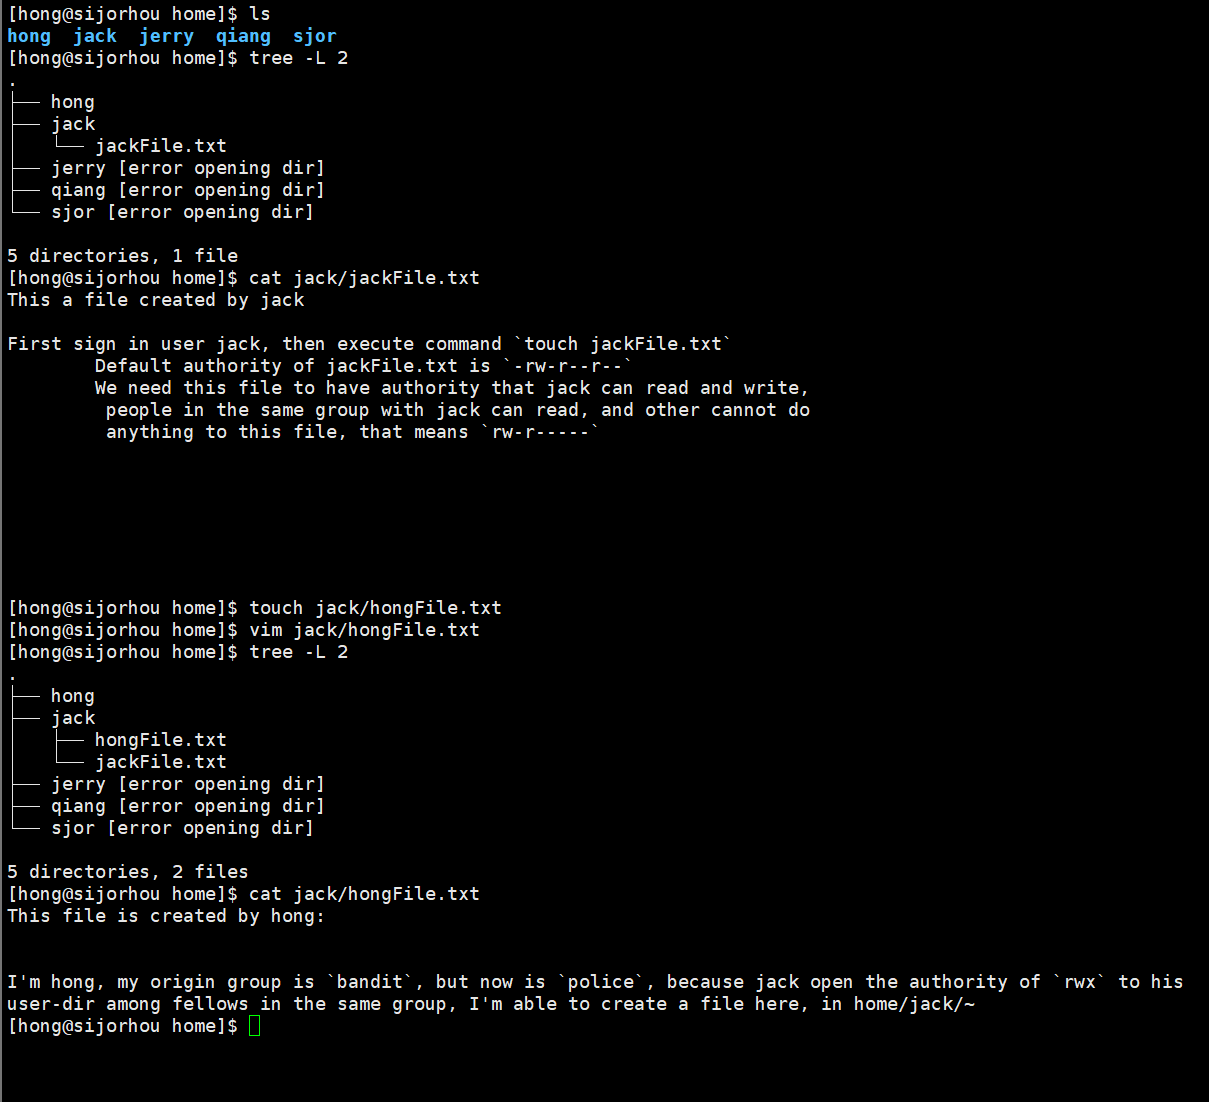 [hong@sijorhou home]$ ls
hong  jack  jerry  qiang  sjor
[hong@sijorhou home]$ tree -L 2
.
├── hong
├── jack
│   └── jackFile.txt
├── jerry [error opening dir]
├── qiang [error opening dir]
└── sjor [error opening dir]

5 directories, 1 file
[hong@sijorhou home]$ cat jack/jackFile.txt
This a file created by jack

First sign in user jack, then execute command `touch jackFile.txt`
        Default authority of jackFile.txt is `-rw-r--r--`
        We need this file to have authority that jack can read and write,
         people in the same group with jack can read, and other cannot do
         anything to this file, that means `rw-r-----`

[hong@sijorhou home]$ touch jack/hongFile.txt
[hong@sijorhou home]$ vim jack/hongFile.txt
[hong@sijorhou home]$ tree -L 2
.
├── hong
├── jack
│   ├── hongFile.txt
│   └── jackFile.txt
├── jerry [error opening dir]
├── qiang [error opening dir]
└── sjor [error opening dir]

5 directories, 2 files
[hong@sijorhou home]$ cat jack/hongFile.txt
This file is created by hong:

I'm hong, my origin group is `bandit`, but now is `police`, because jack open the authority of `rwx` to his
user-dir among fellows in the same group, I'm able to create a file here, in home/jack/~
[hong@sijorhou home]$